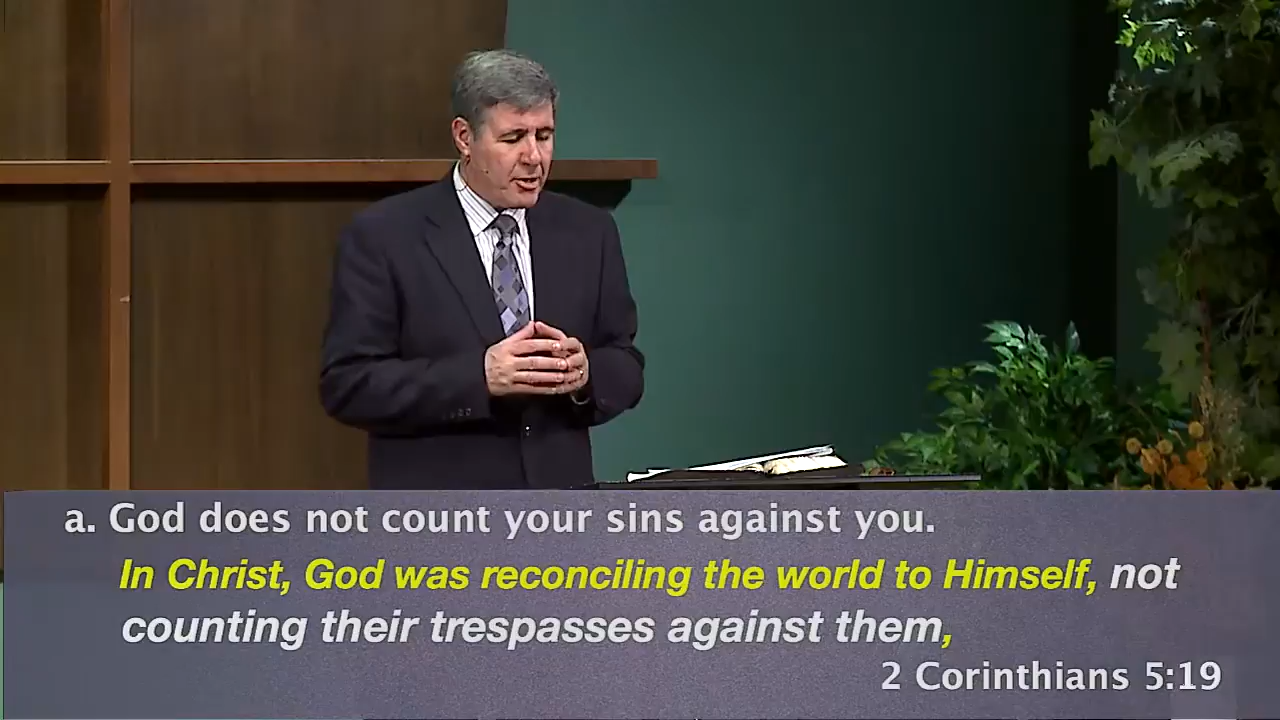 a. God does not count your sins against you.
In Christ, God was reconciling the world to Himself, not
counting their trespasses against them,
2 Corinthians 5:19